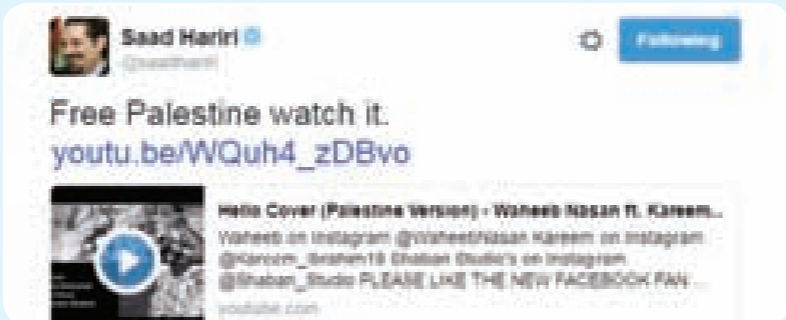 Saad Hariri
@saadhariri
Following
Free Palestine watch it.
youtu.be/WQuh4_zDBvo
Hello Cover (Palestine Version) - Waheeb Nasan ft. Kareem...
Waheeb on Instagram @WaheebNasan Kareem on Instagram
@Kareem_Ibrahim18 Shaban Studio's on Instagram
@Shaban_Studio PLEASE LIKE THE NEW FACEBOOK FAN ...
youtube.com